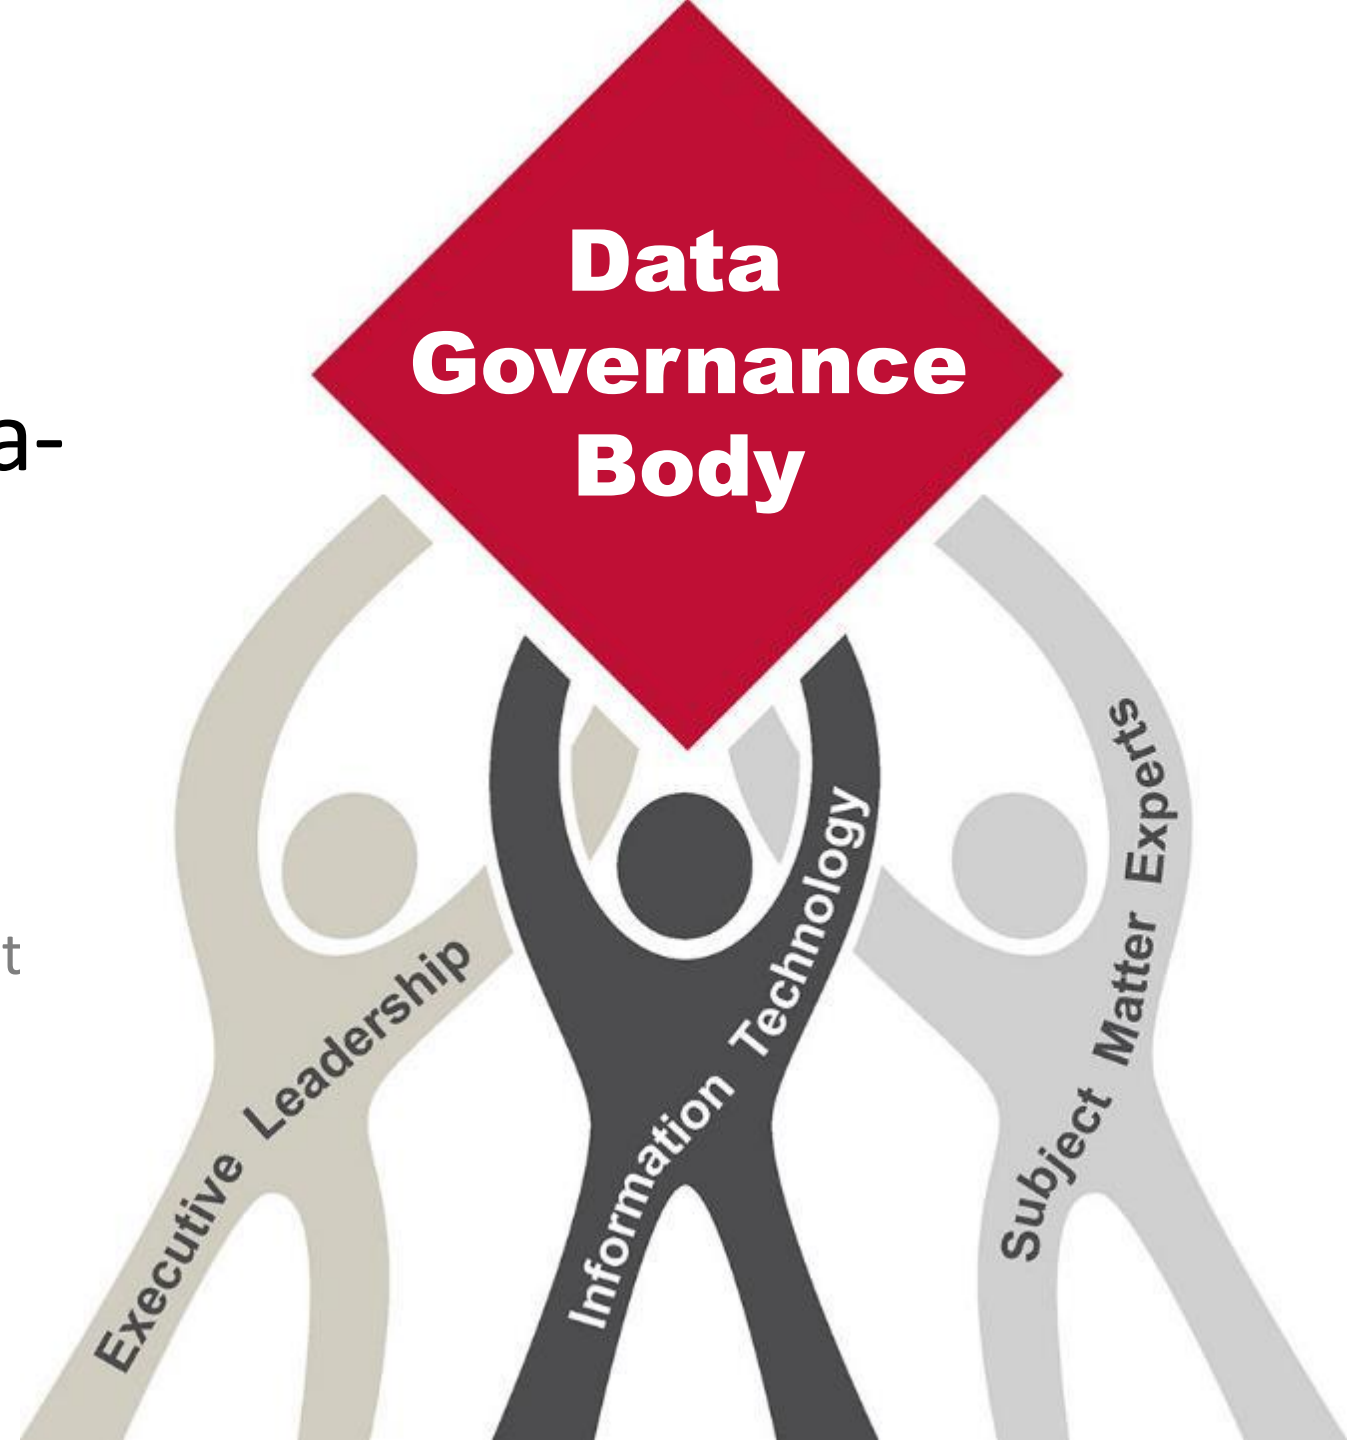 Data
Governance
Body
a-
t
Executive Leadership
Information Technology
Subject Matter Experts